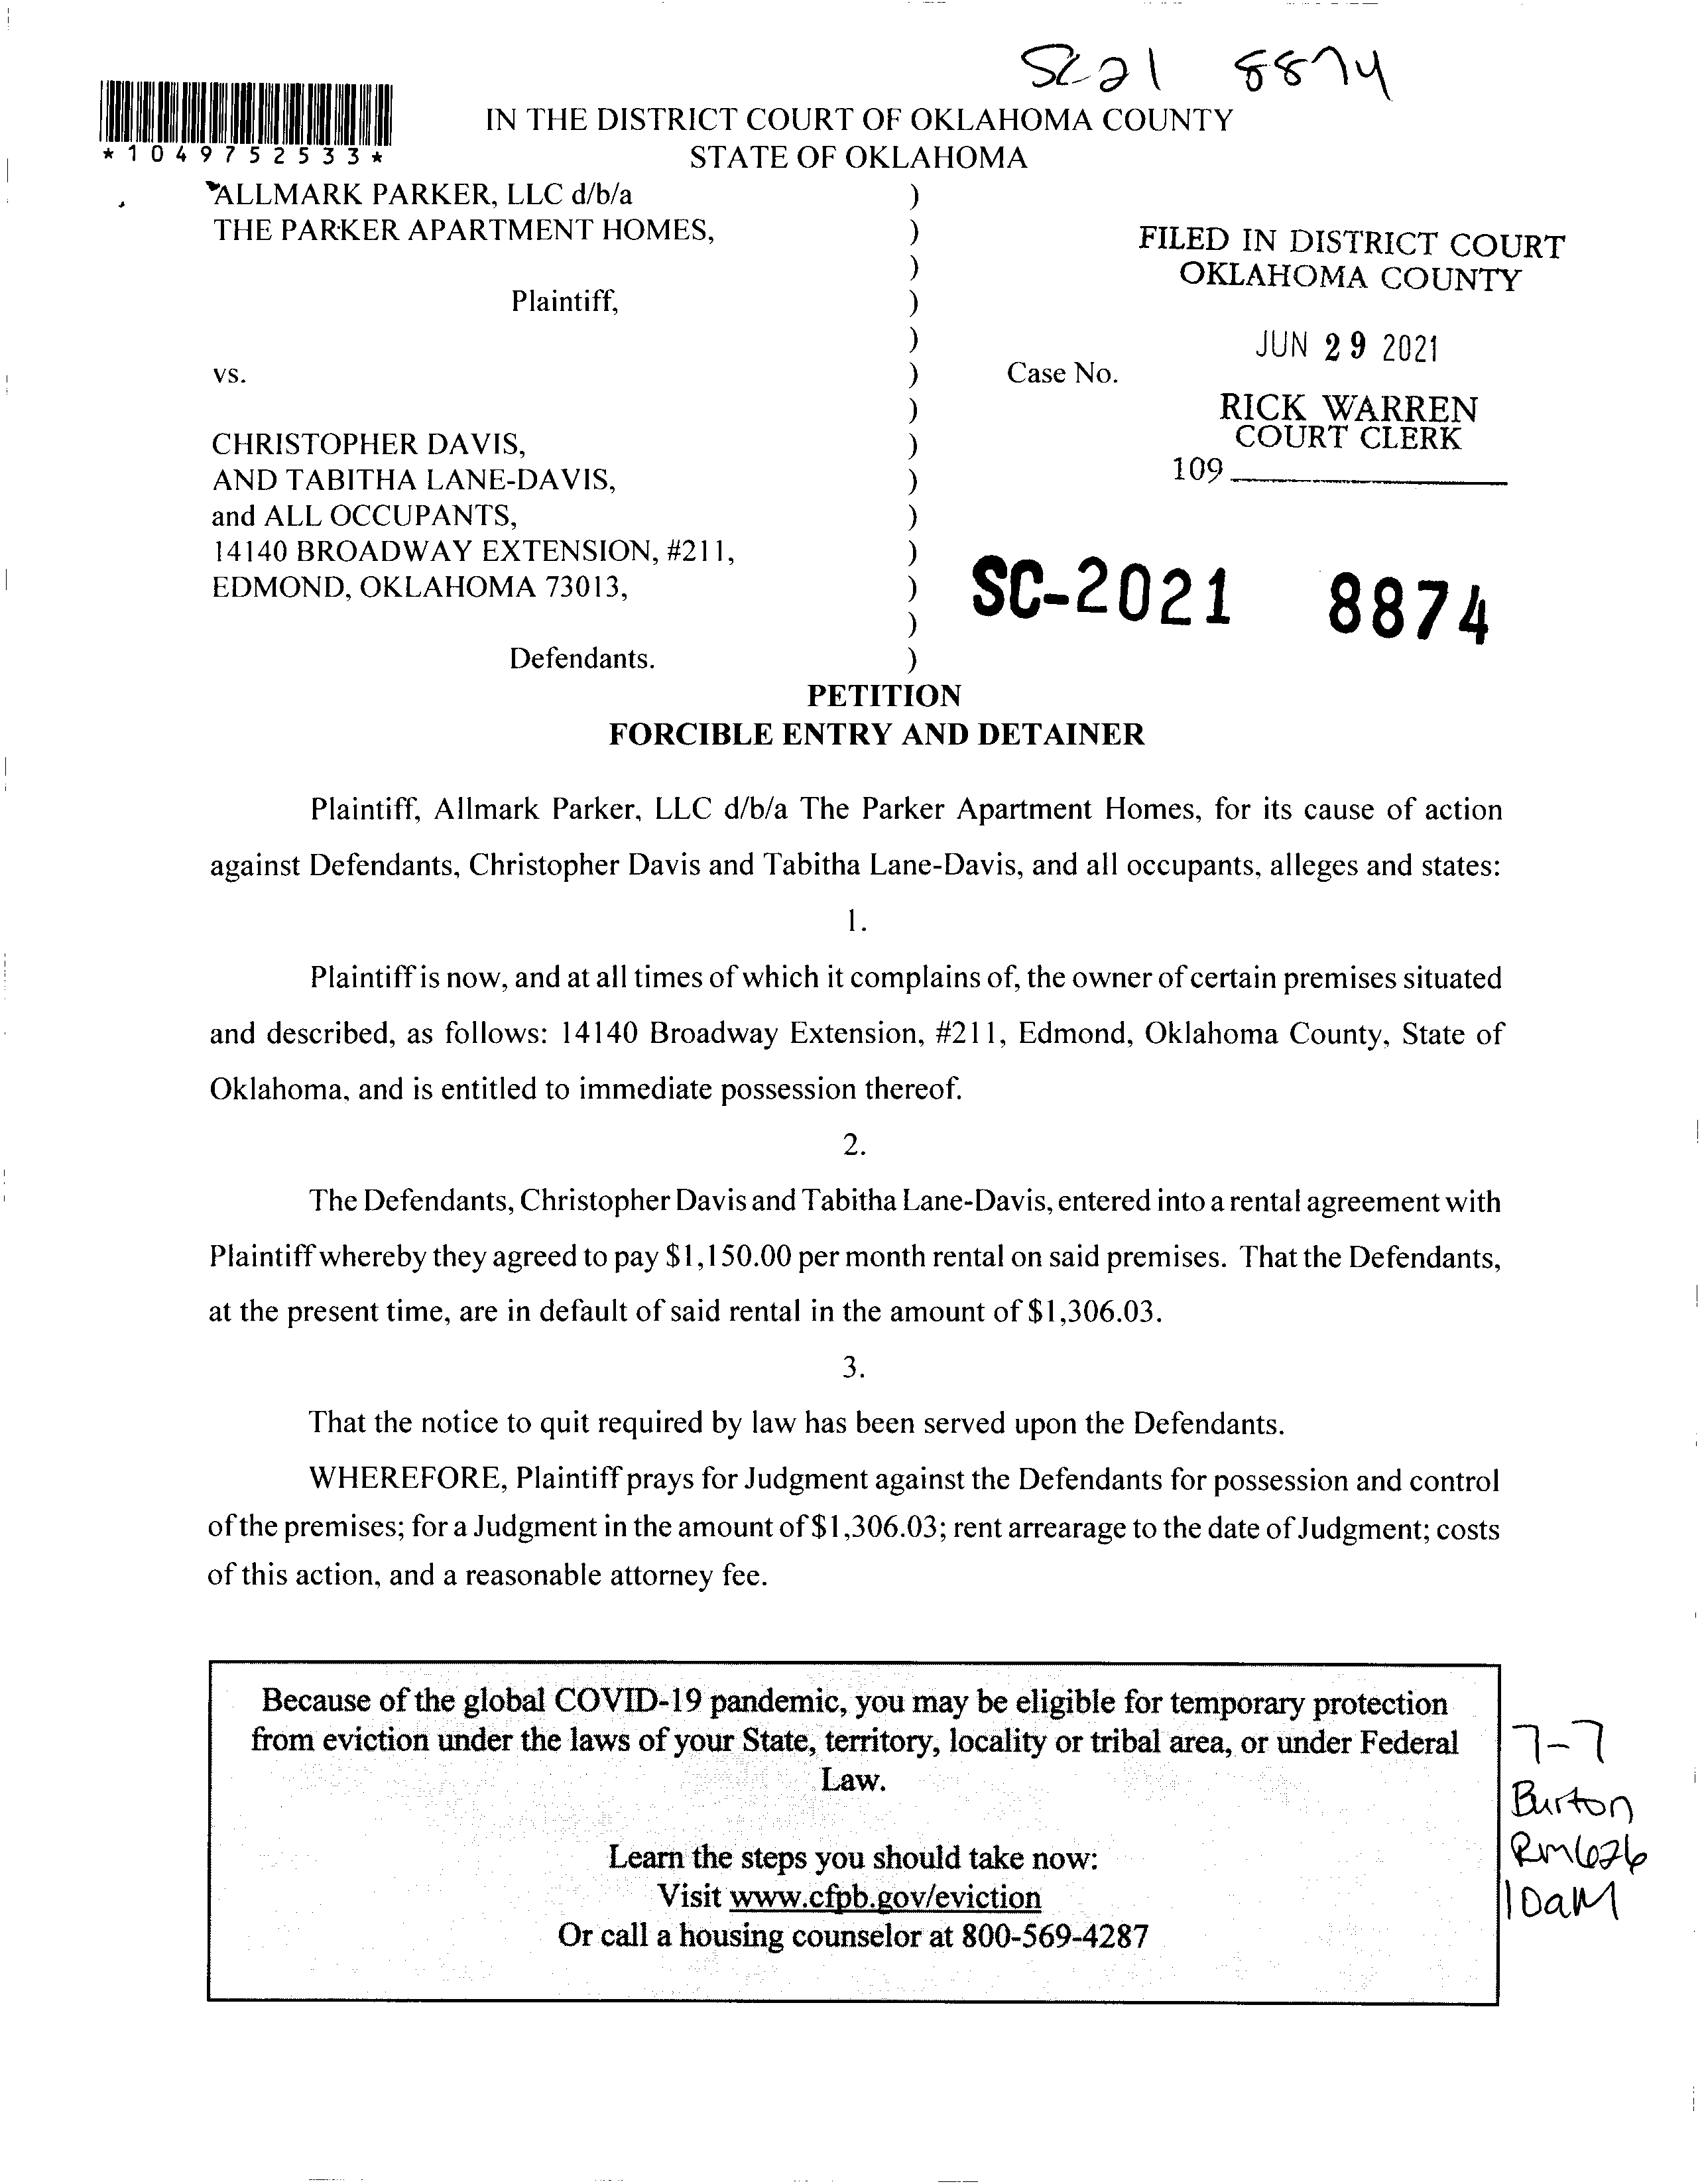 SC21 8874
*1049752533*
IN THE DISTRICT COURT OF OKLAHOMA COUNTY
STATE OF OKLAHOMA
ALLMARK PARKER, LLC d/b/a )
THE PARKER APARTMENT HOMES, )
)
Plaintiff, )
)
vs. ) Case No.
)
CHRISTOPHER DAVIS, )
AND TABITHA LANE-DAVIS, )
and ALL OCCUPANTS, )
14140 BROADWAY EXTENSION, #211, )
EDMOND, OKLAHOMA 73013, )
)
Defendants. )
FILED IN DISTRICT COURT
OKLAHOMA COUNTY
JUN 29 2021
RICK WARREN
COURT CLERK
109
SC-2021 8874
PETITION
FORCIBLE ENTRY AND DETAINER
Plaintiff, Allmark Parker, LLC d/b/a The Parker Apartment Homes, for its cause of action
against Defendants, Christopher Davis and Tabitha Lane-Davis, and all occupants, alleges and states:
1.
Plaintiff is now, and at all times of which it complains of, the owner of certain premises situated
and described, as follows: 14140 Broadway Extension, #211, Edmond, Oklahoma County, State of
Oklahoma, and is entitled to immediate possession thereof.
2.
The Defendants, Christopher Davis and Tabitha Lane-Davis, entered into a rental agreement with
Plaintiff whereby they agreed to pay $1,150.00 per month rental on said premises. That the Defendants,
at the present time, are in default of said rental in the amount of $1,306.03.
3.
That the notice to quit required by law has been served upon the Defendants.
WHEREFORE, Plaintiff prays for Judgment against the Defendants for possession and control
of the premises; for a Judgment in the amount of $1,306.03; rent arrearage to the date of Judgment; costs
of this action, and a reasonable attorney fee.
Because of the global COVID-19 pandemic, you may be eligible for temporary protection
from eviction under the laws of your State, territory, locality or tribal area, or under Federal
Law.
Learn the steps you should take now:
Visit www.cfpb.gov/eviction
Or call a housing counselor at 800-569-4287
7-7
Burton
Rm626
10aM